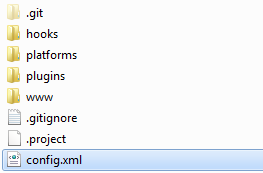 .git
hooks
platforms
plugins
www
.gitignore
.project
config.xml